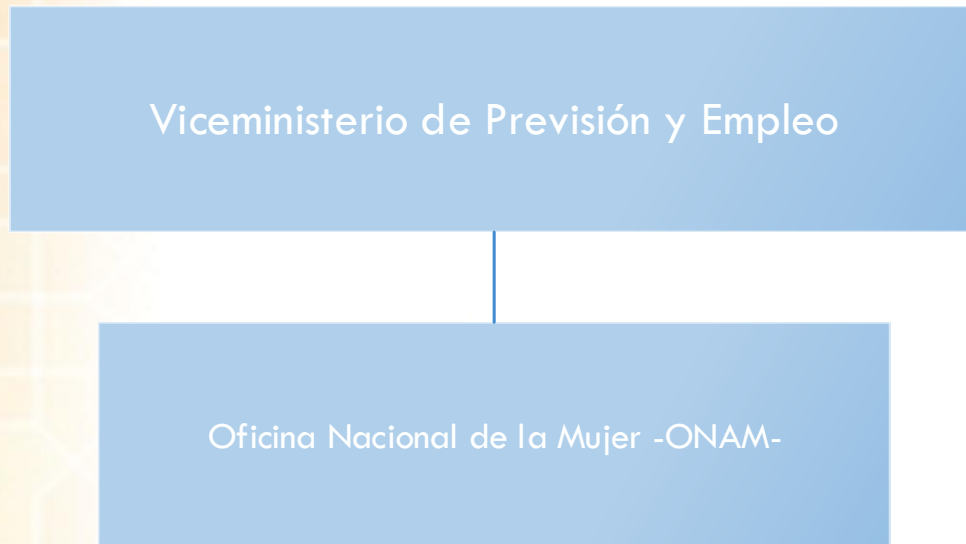 Viceministerio de Previsión y Empleo
Oficina Nacional de la Mujer -ONAM-